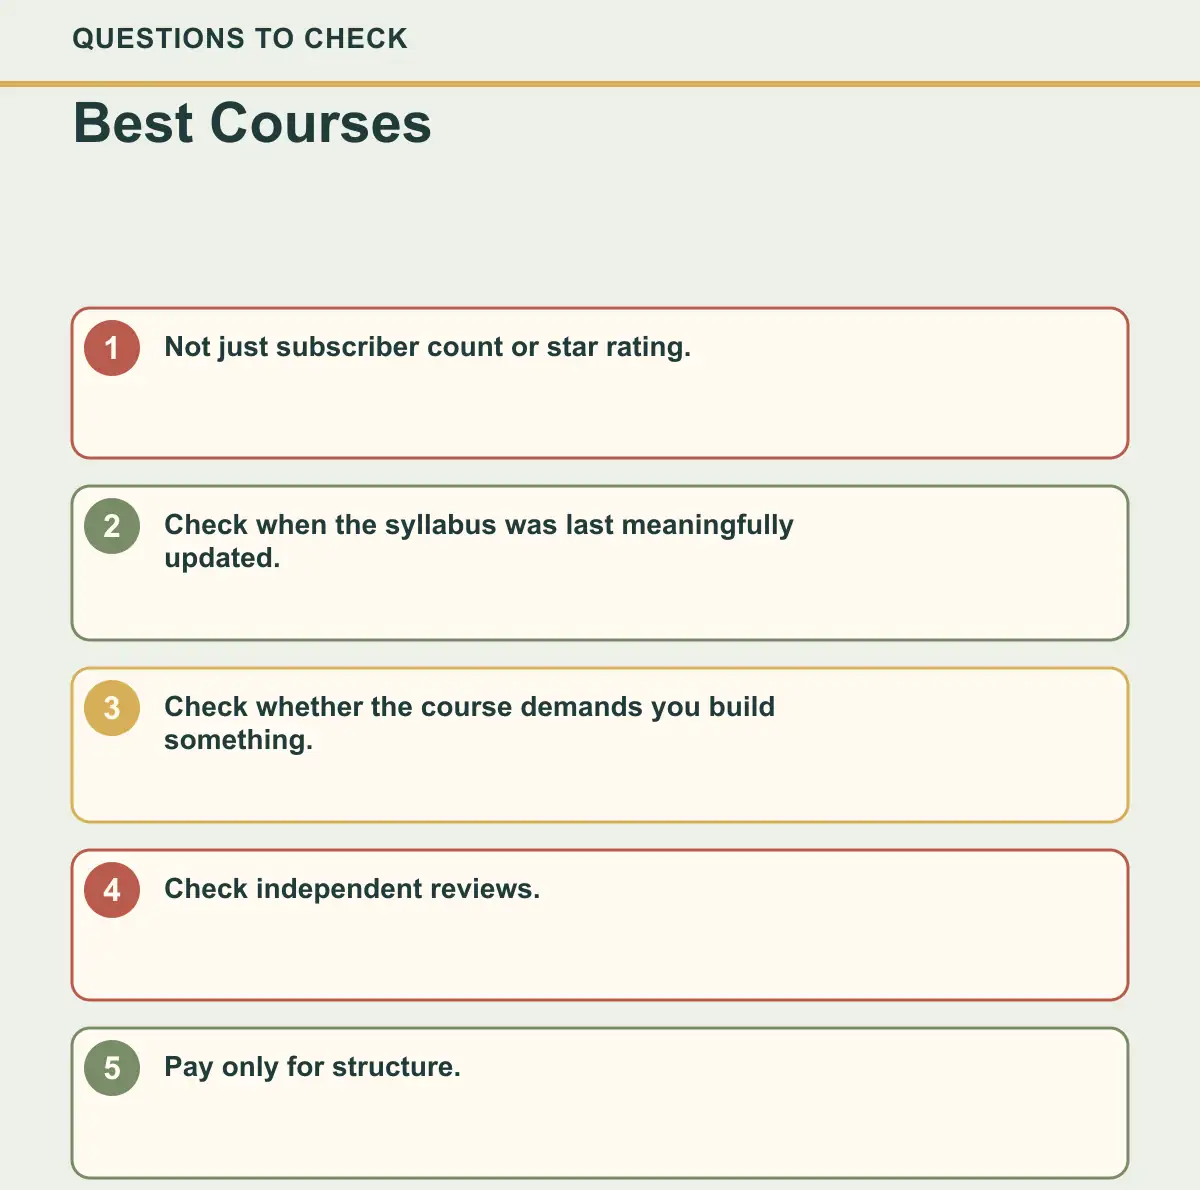 QUESTIONS TO CHECK
Best Courses
1
Not just subscriber count or star rating.
2
Check when the syllabus was last meaningfully
updated.
3
Check whether the course demands you build
something.
4
Check independent reviews.
5
Pay only for structure.